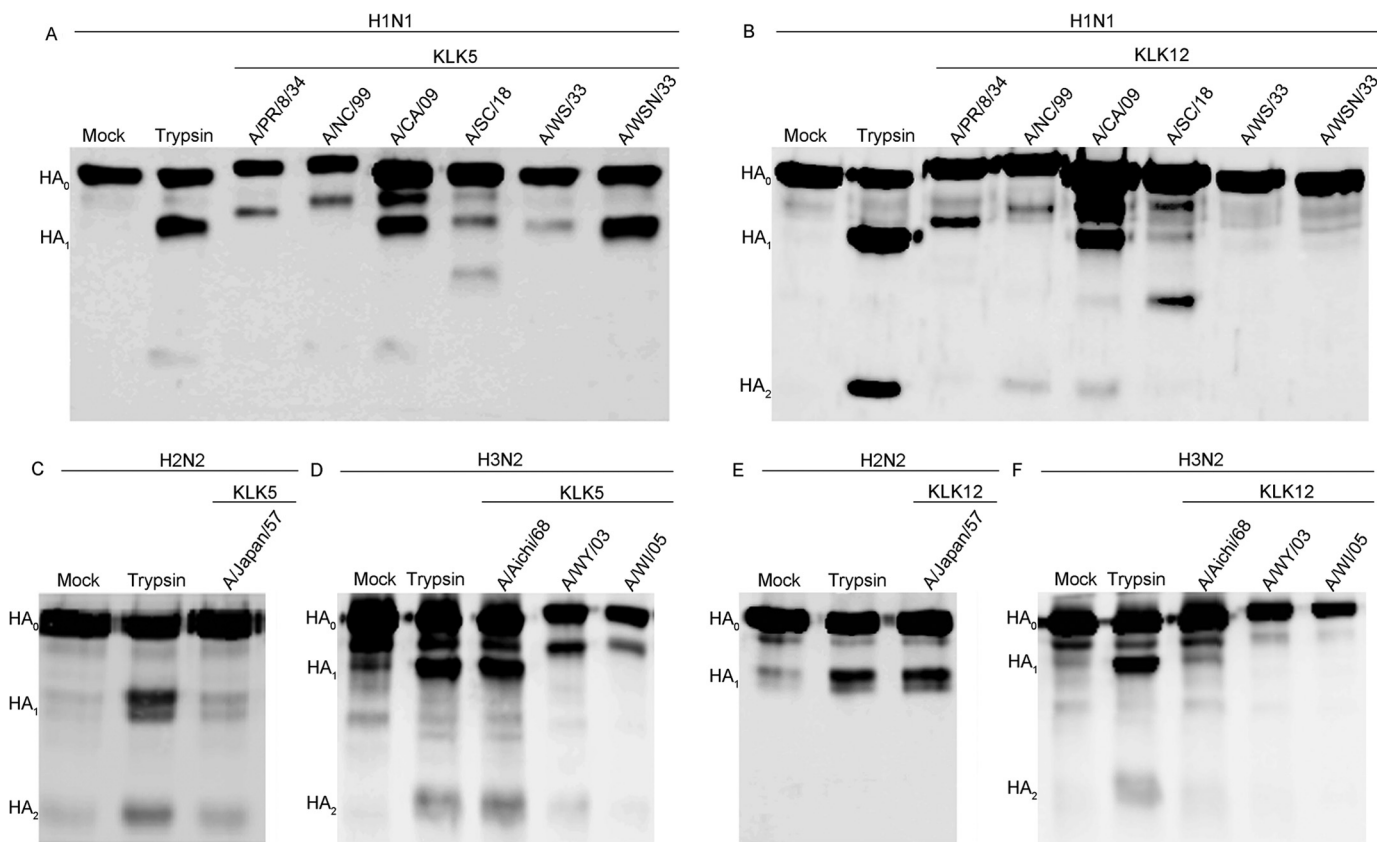 A
H1N1
KLK5
Mock Trypsin A/PR/8/34 A/NC/99 A/CA/09 A/SC/18 A/WS/33 A/WSN/33
HA0
HA1
B
H1N1
KLK12
Mock Trypsin A/PR/8/34 A/NC/99 A/CA/09 A/SC/18 A/WS/33 A/WSN/33
HA0
HA1
HA2
C
H2N2
KLK5
Mock Trypsin A/Japan/57
HA0
HA1
HA2
D
H3N2
KLK5
Mock Trypsin A/Aichi/68 A/WY/03 A/WI/05
HA0
HA1
HA2
E
H2N2
KLK12
Mock Trypsin A/Japan/57
HA0
HA1
F
H3N2
KLK12
Mock Trypsin A/Aichi/68 A/WY/03 A/WI/05
HA0
HA1
HA2